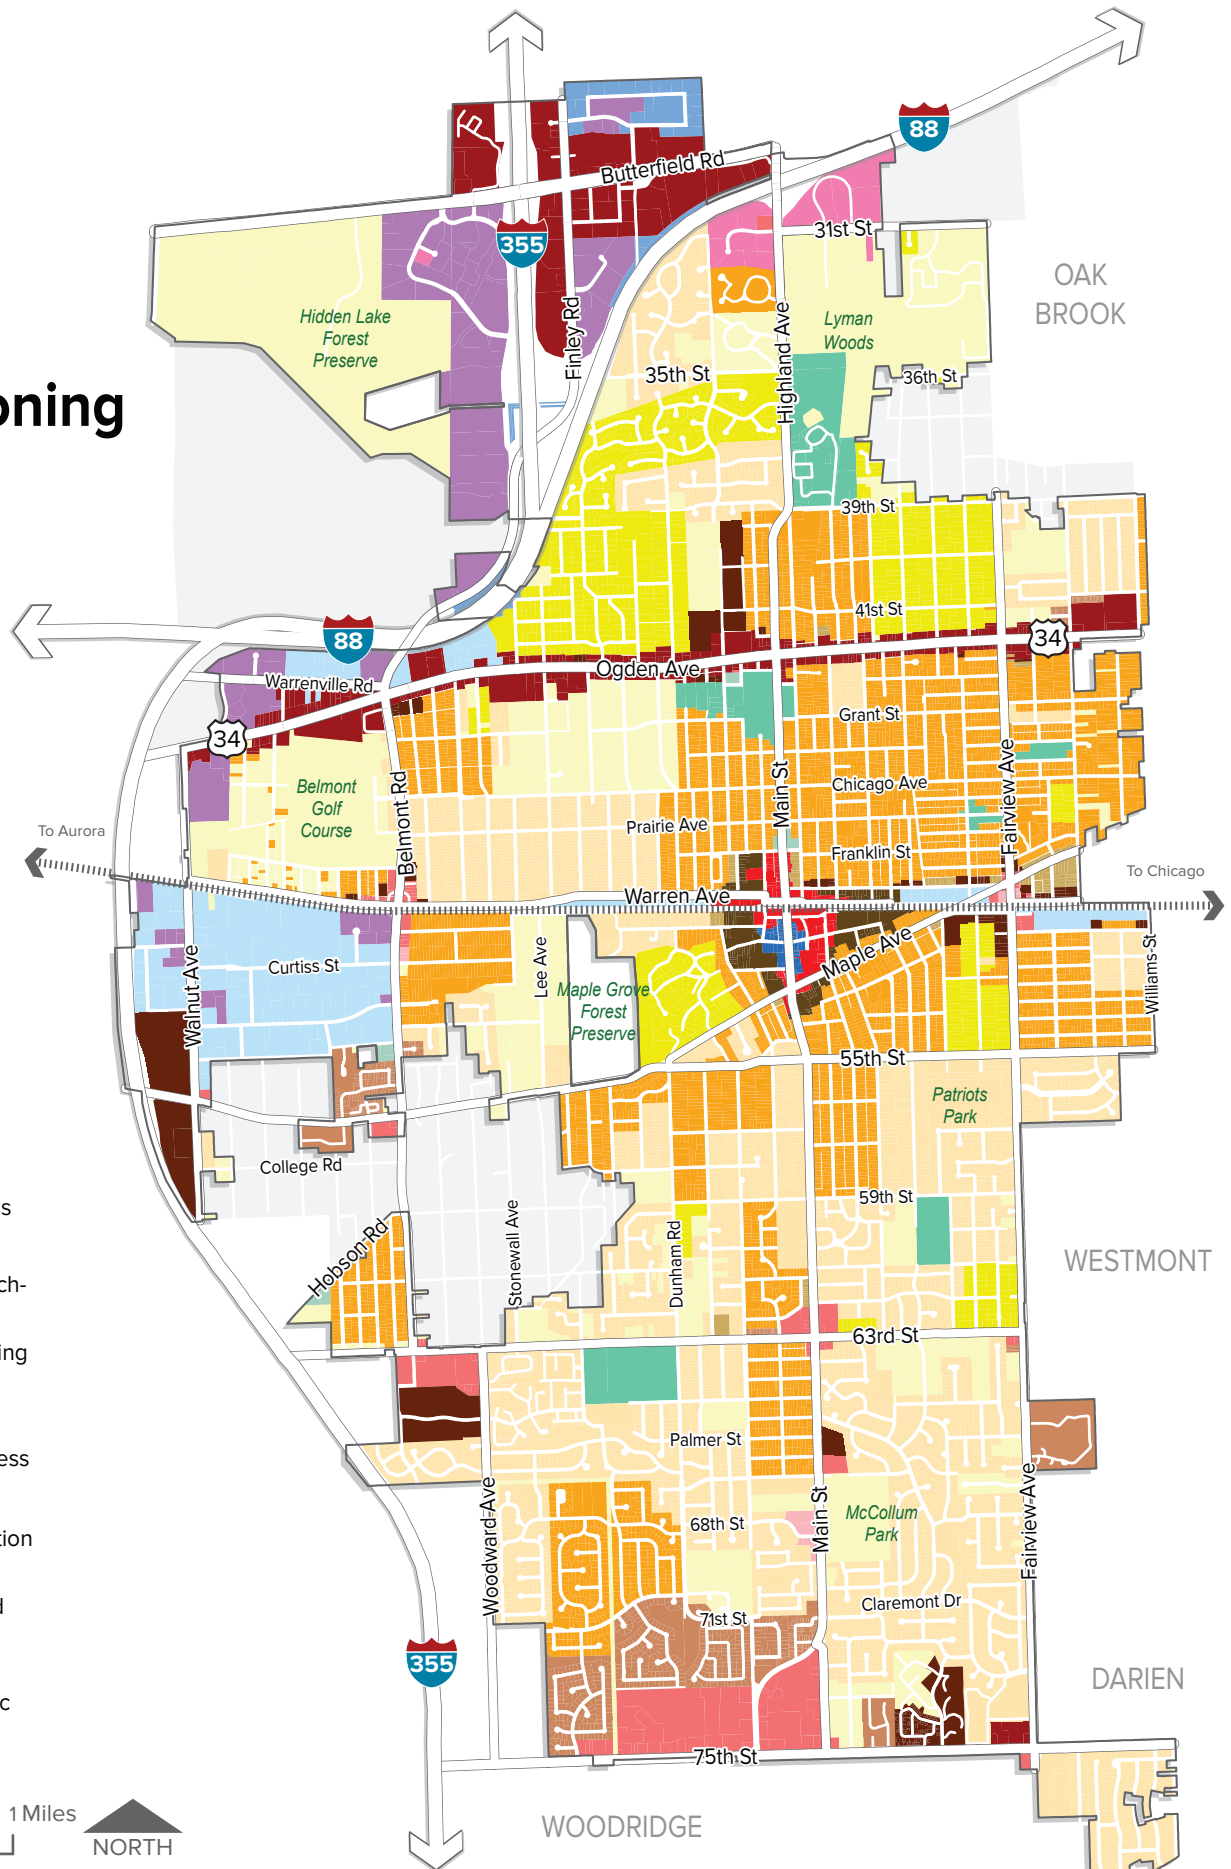 88
Butterfield Rd
31st St
355
OAK
BROOK
Hidden Lake
Forest
Preserve
Finley Rd
Highland Ave
Lyman
Woods
35th St
36th St
oning
39th St
41st St
88
34
Ogden Ave
Warrenville Rd
34
Grant St
Belmont
Golf
Course
Belmont Rd
Main St
Chicago Ave
Fairview Ave
To Aurora
Prairie Ave
Franklin St
To Chicago
Warren Ave
Maple Ave
Walnut Ave
Curtiss St
Lee Ave
Maple Grove
Forest
Preserve
Williams St
55th St
Patriots
Park
College Rd
59th St
s
Hobson Rd
Stonewall Ave
Dunham Rd
WESTMONT
ch-
63rd St
ing
Palmer St
ess
Woodward Ave
68th St
Main St
McCollum
Park
Fairview Ave
tion
Claremont Dr
d
71st St
355
DARIEN
c
75th St
1 Miles
NORTH
WOODRIDGE